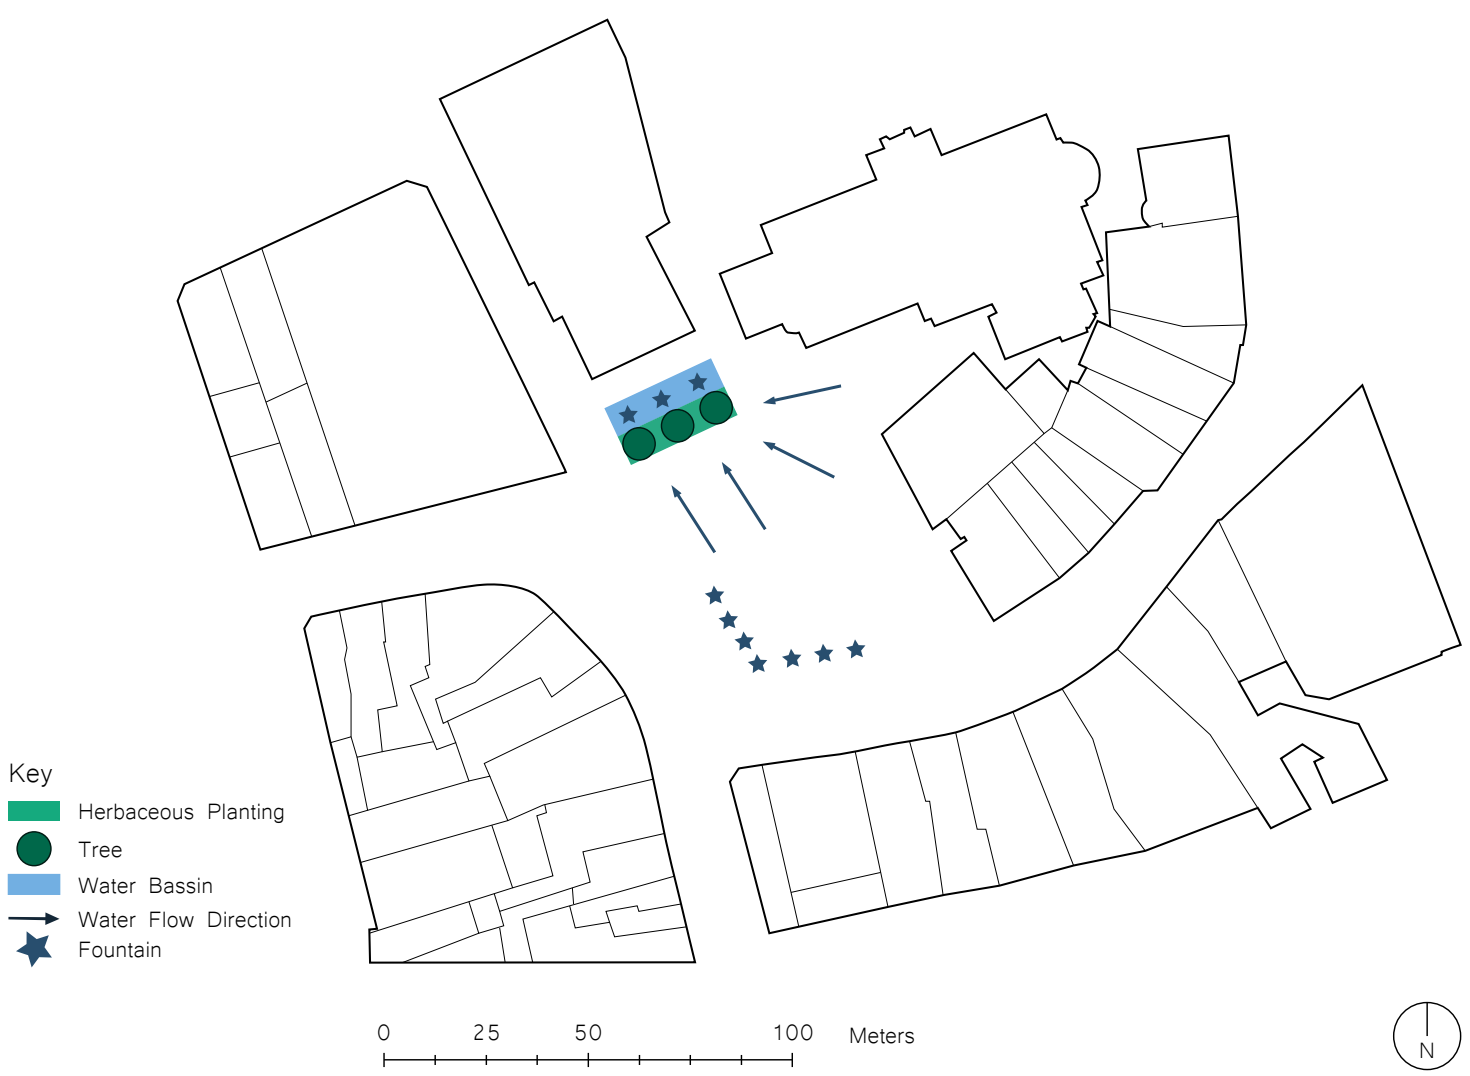 Key
Herbaceous Planting
Tree
Water Bassin
Water Flow Direction
Fountain
0 25 50 100 Meters
N